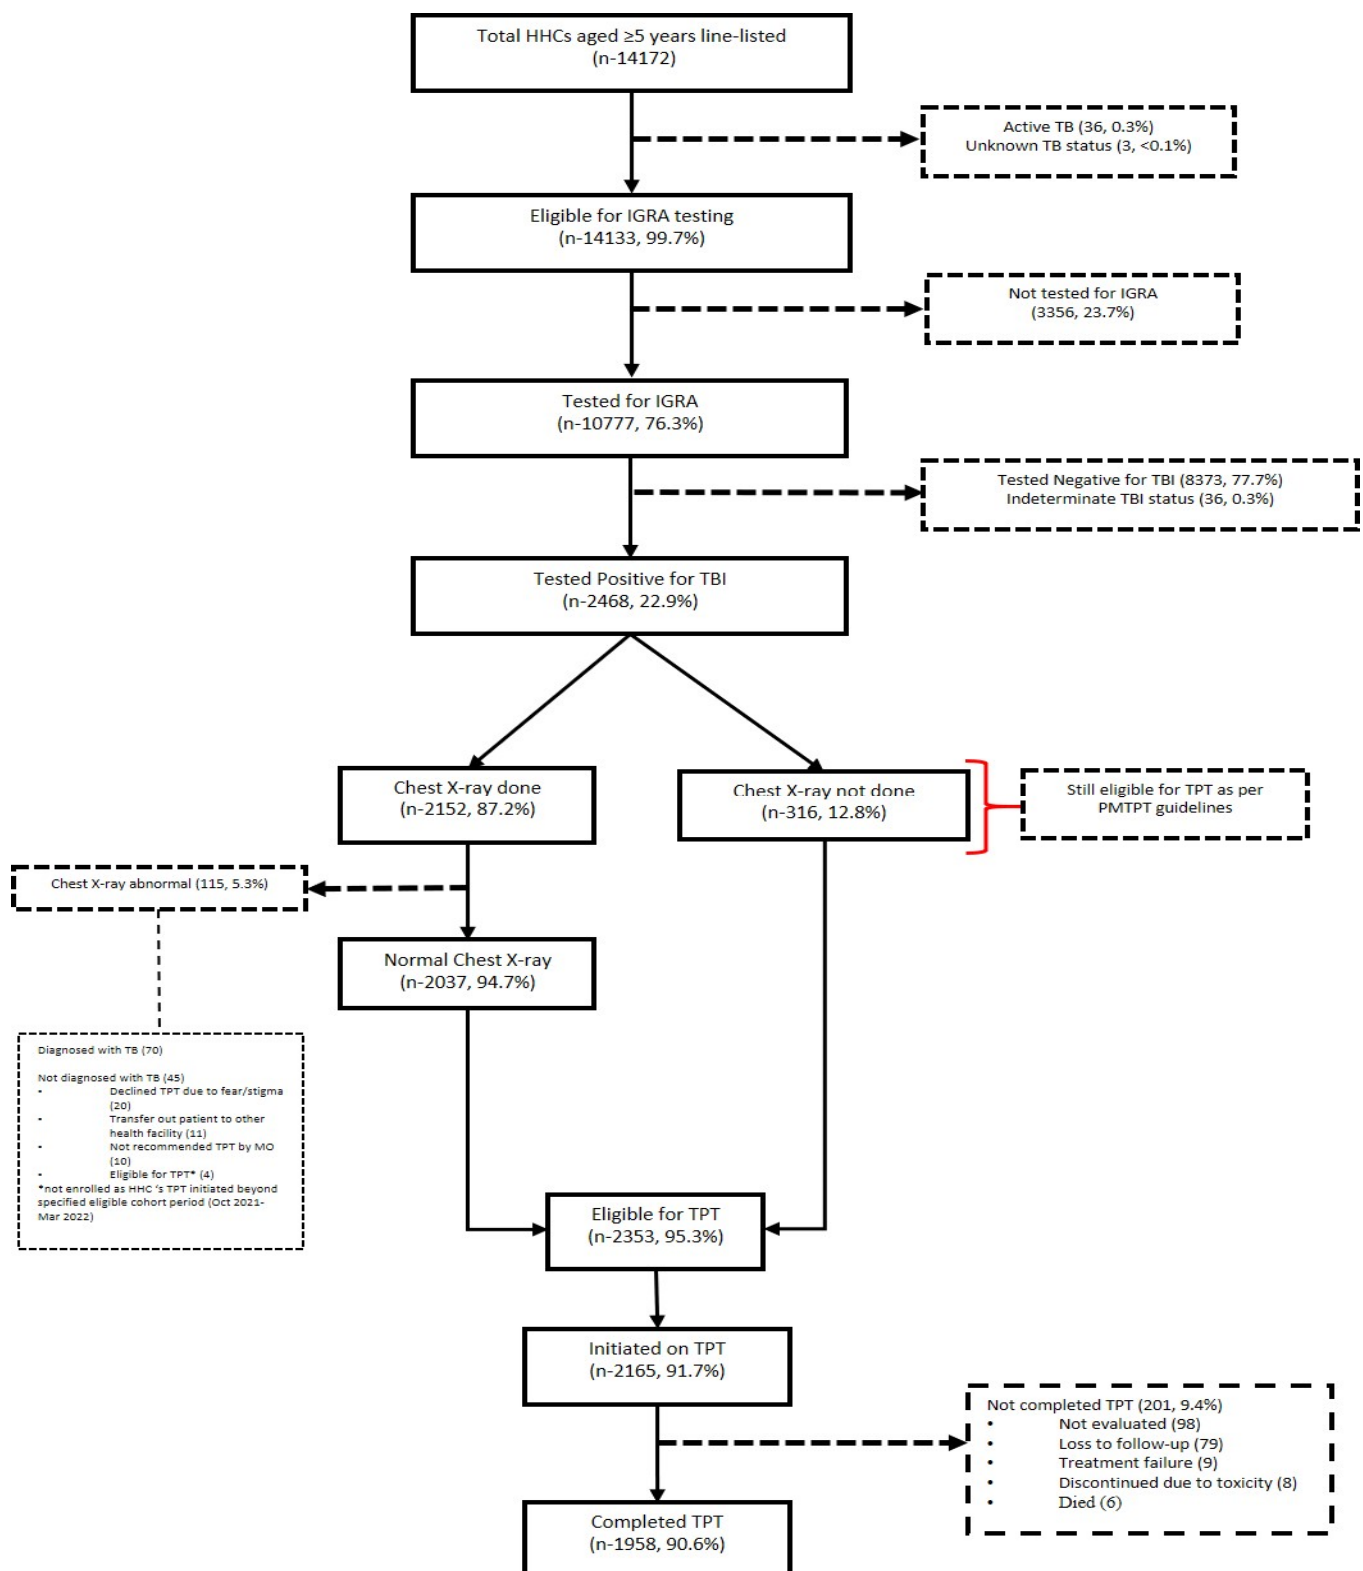 Total HHCs aged ≥5 years line-listed
(n-14172)
Active TB (36, 0.3%)
Unknown TB status (3, <0.1%)
Eligible for IGRA testing
(n-14133, 99.7%)
Not tested for IGRA
(3356, 23.7%)
Tested for IGRA
(n-10777, 76.3%)
Tested Negative for TBI (8373, 77.7%)
Indeterminate TBI status (36, 0.3%)
Tested Positive for TBI
(n-2468, 22.9%)
Chest X-ray done
(n-2152, 87.2%)
Chest X-ray not done
(n-316, 12.8%)
Still eligible for TPT as per
PMTPT guidelines
Chest X-ray abnormal (115, 5.3%)
Normal Chest X-ray
(n-2037, 94.7%)
Diagnosed with TB (70)
Not diagnosed with TB (45)
- Declined TPT due to fear/stigma
(20)
- Transfer out patient to other
health facility (11)
- Not recommended TPT by MO
(10)
- Eligible for TPT* (4)
*not enrolled as HHC 's TPT initiated beyond
specified eligible cohort period (Oct 2021-
Mar 2022)
Eligible for TPT
(n-2353, 95.3%)
Initiated on TPT
(n-2165, 91.7%)
Not completed TPT (201, 9.4%)
• Not evaluated (98)
• Loss to follow-up (79)
• Treatment failure (9)
• Discontinued due to toxicity (8)
• Died (6)
Completed TPT
(n-1958, 90.6%)